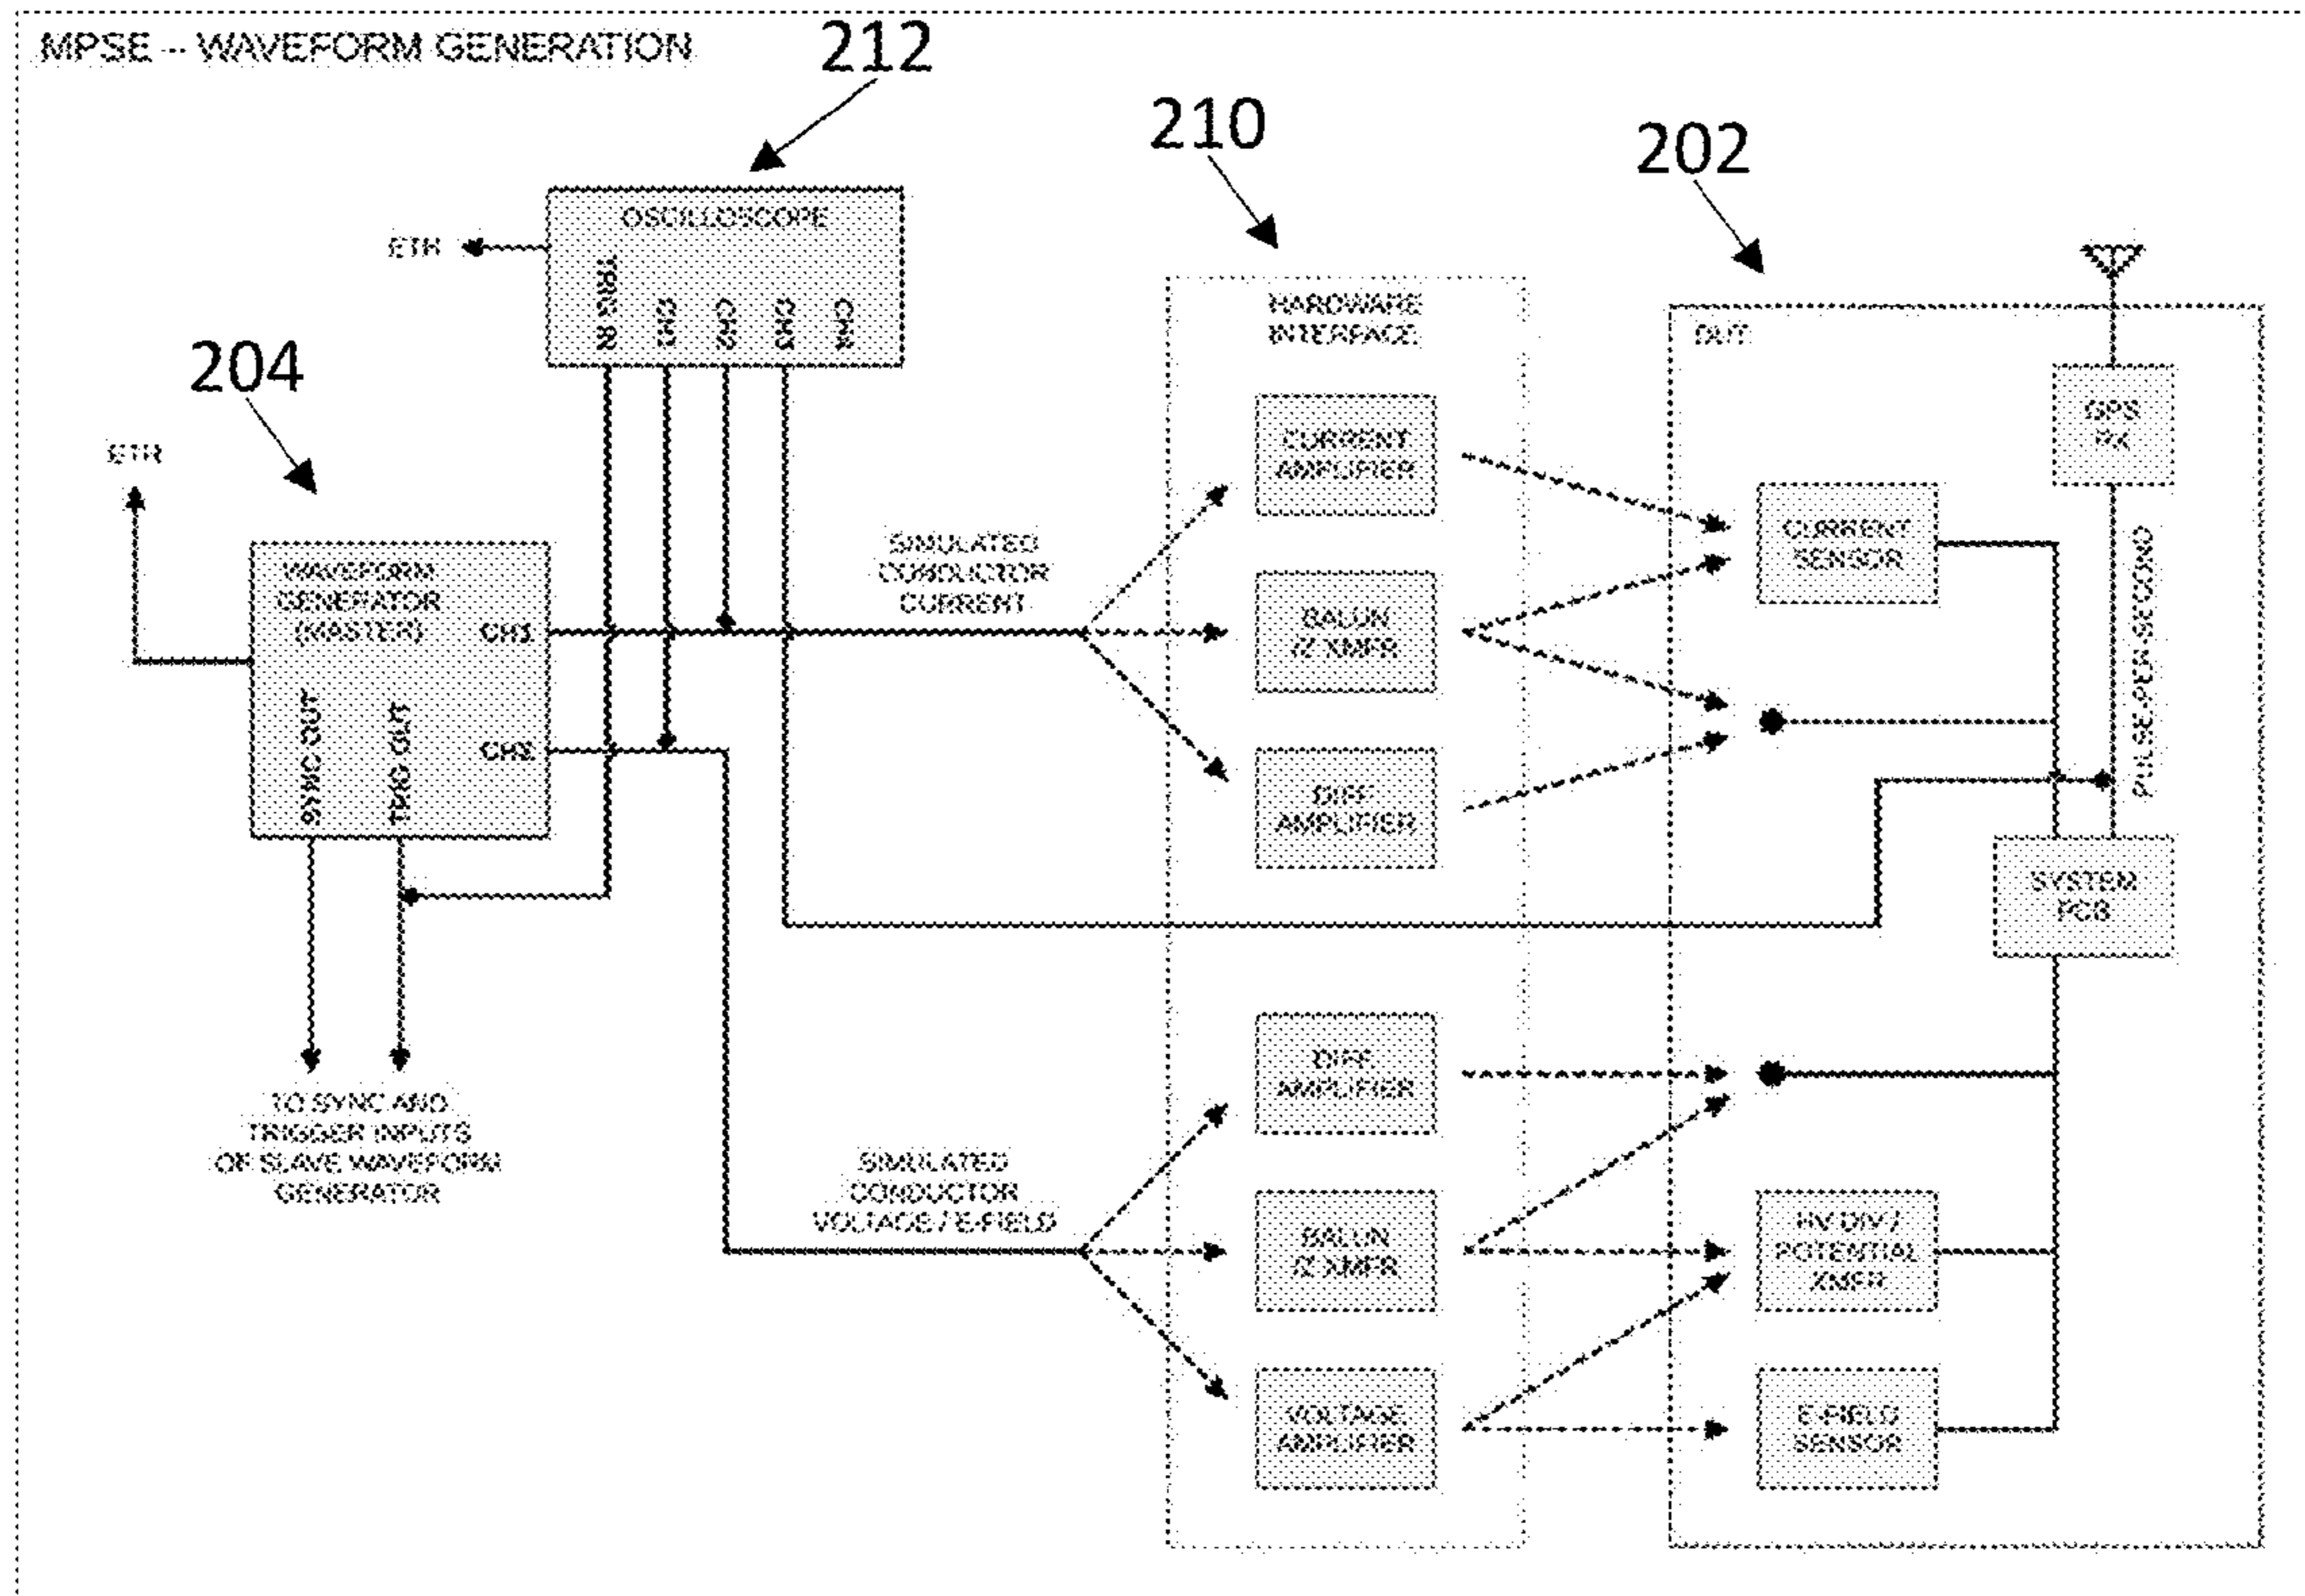 MPSE -- WAVEFORM GENERATION
212
210
202
204
OSCILLOSCOPE
ETR
TRIG IR
CH1
CH2
CH3
CH4
HARDWARE
INTERFACE
DUT
ETR
WAVEFORM
GENERATOR
(MASTER)
CH1
CH2
SYNC OUT
TRIG OUT
SIMULATED
CONDUCTOR
CURRENT
CURRENT
AMPLIFIER
BALUN
/Z XMFR
DIFF
AMPLIFIER
GPS
RX
CURRENT
SENSOR
PULSE-PER-SECOND
SYSTEM
PCB
TO SYNC AND
TRIGGER INPUTS
OF SLAVE WAVEFORM
GENERATOR
SIMULATED
CONDUCTOR
VOLTAGE / E-FIELD
DIFF
AMPLIFIER
BALUN
/Z XMFR
VOLTAGE
AMPLIFIER
HV DIV /
POTENTIAL
XMFR
E-FIELD
SENSOR